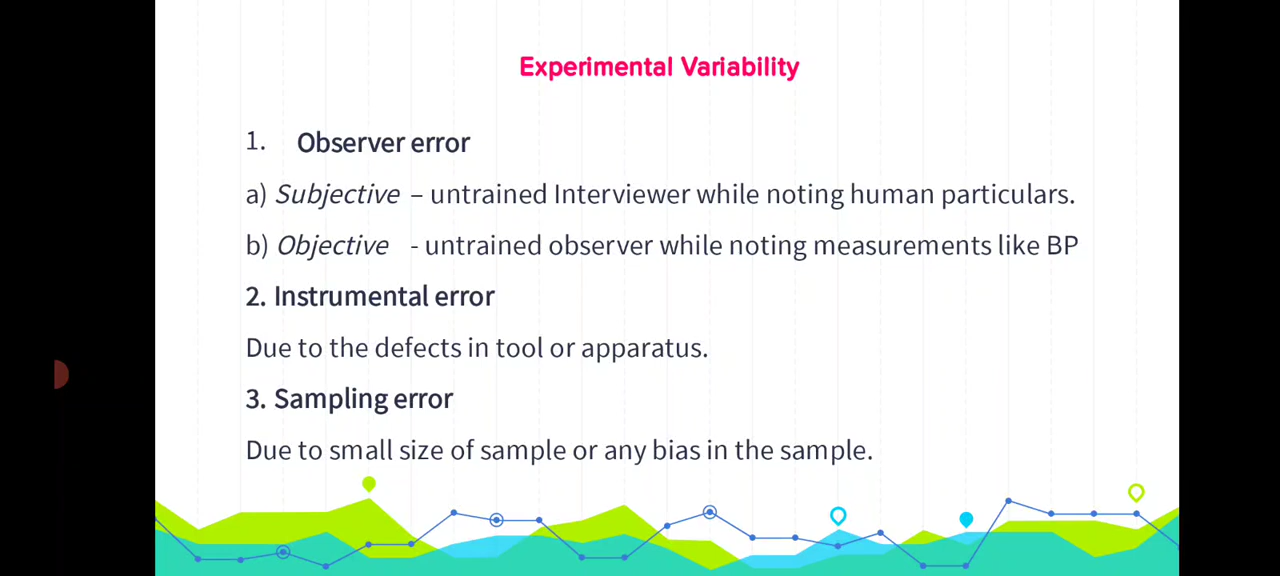 Experimental Variability
1. Observer error
a) Subjective – untrained Interviewer while noting human particulars.
b) Objective - untrained observer while noting measurements like BP
2. Instrumental error
Due to the defects in tool or apparatus.
3. Sampling error
Due to small size of sample or any bias in the sample.